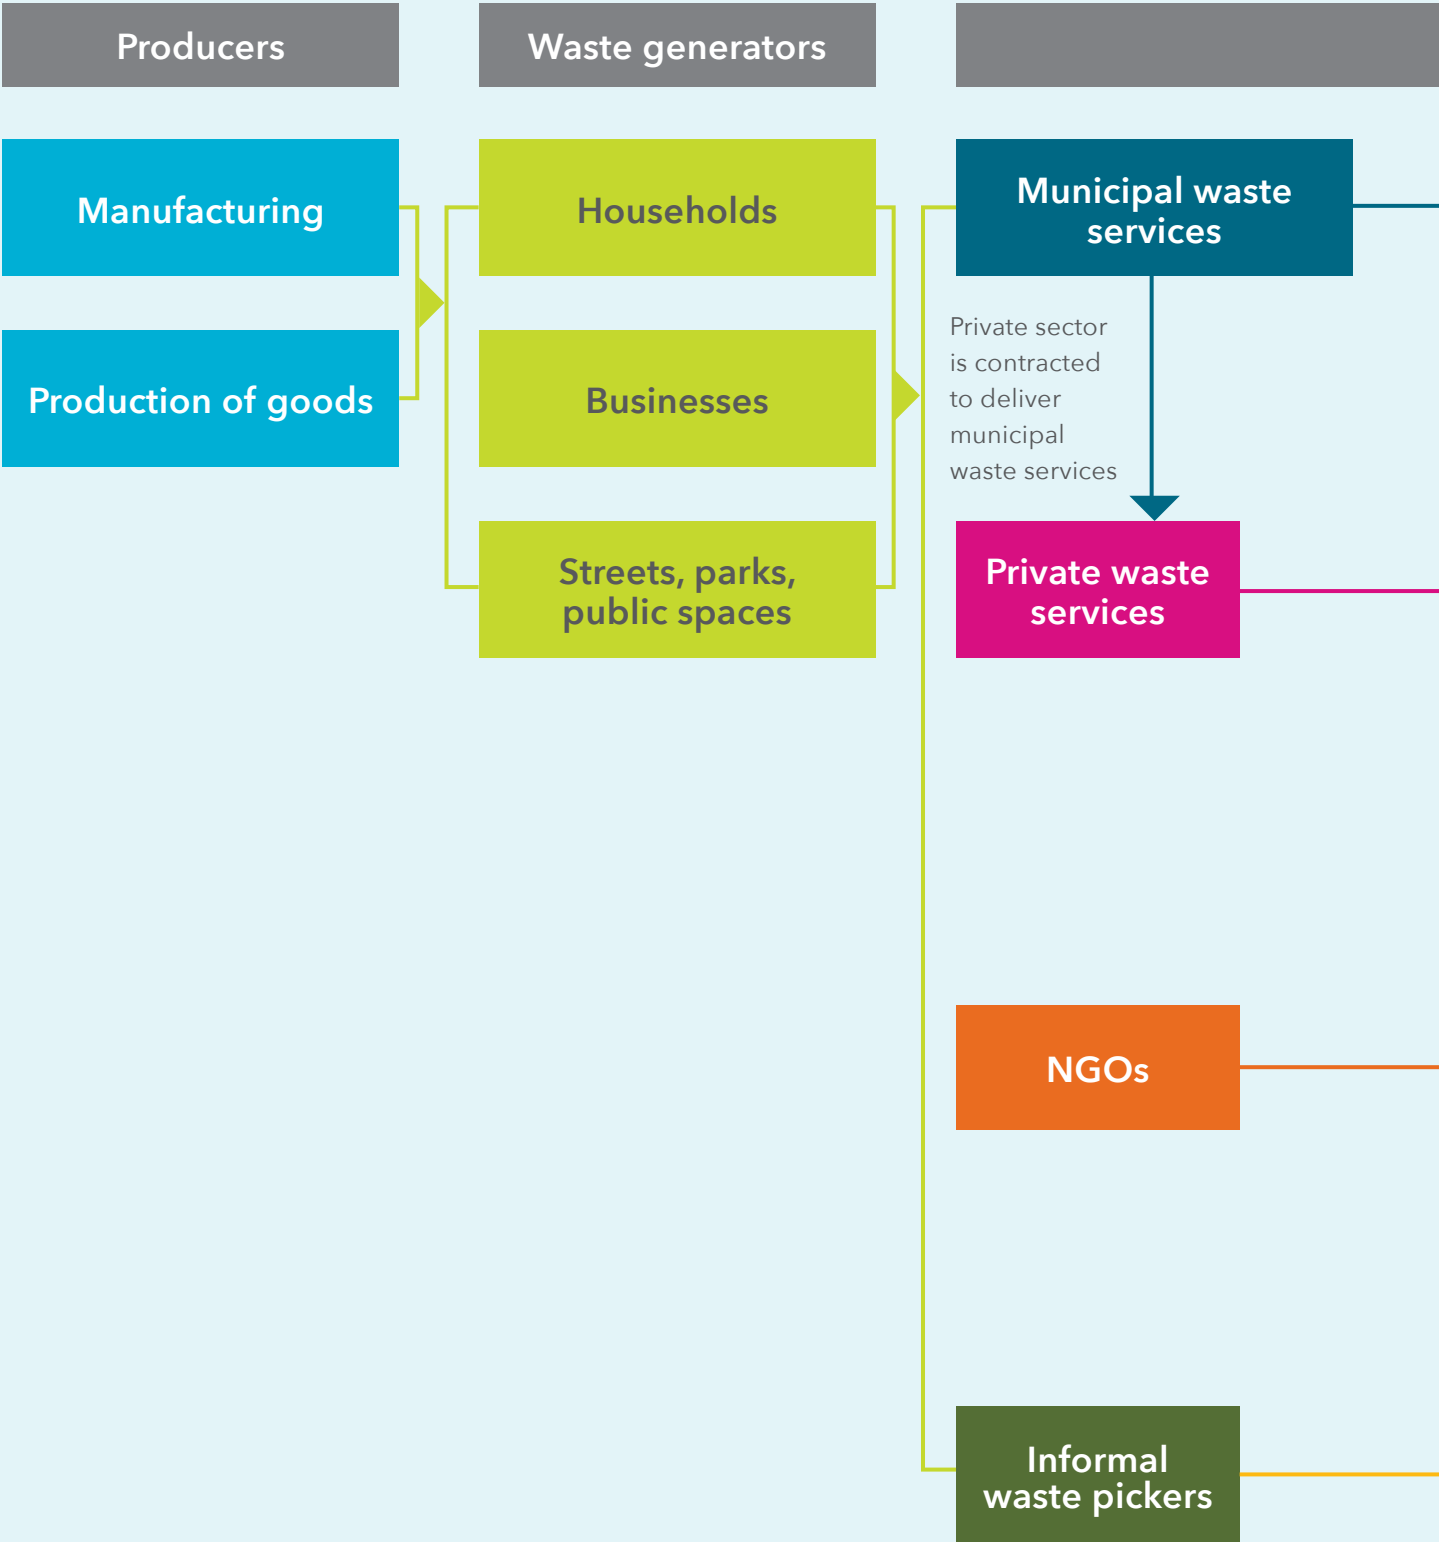 Producers
Waste generators
Manufacturing
Production of goods
Households
Businesses
Streets, parks,
public spaces
Municipal waste
services
Private sector
is contracted
to deliver
municipal
waste services
Private waste
services
NGOs
Informal
waste pickers